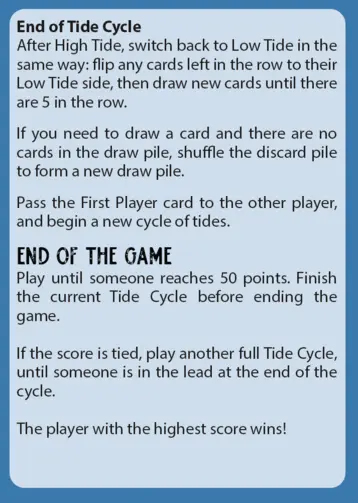 End of Tide Cycle
After High Tide, switch back to Low Tide in the
same way: flip any cards left in the row to their
Low Tide side, then draw new cards until there
are 5 in the row.
If you need to draw a card and there are no
cards in the draw pile, shuffle the discard pile
to form a new draw pile.
Pass the First Player card to the other player,
and begin a new cycle of tides.
END OF THE GAME
Play until someone reaches 50 points. Finish
the current Tide Cycle before ending the
game.
If the score is tied, play another full Tide Cycle,
until someone is in the lead at the end of the
cycle.
The player with the highest score wins!